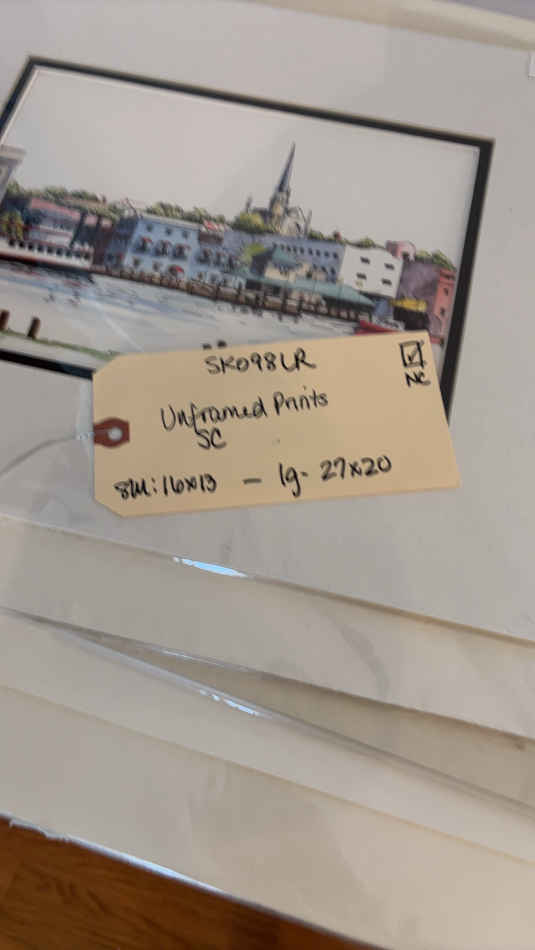 SK098LR
NC
Unframed Prints
SC
SM: 16x13 — lg- 27x20